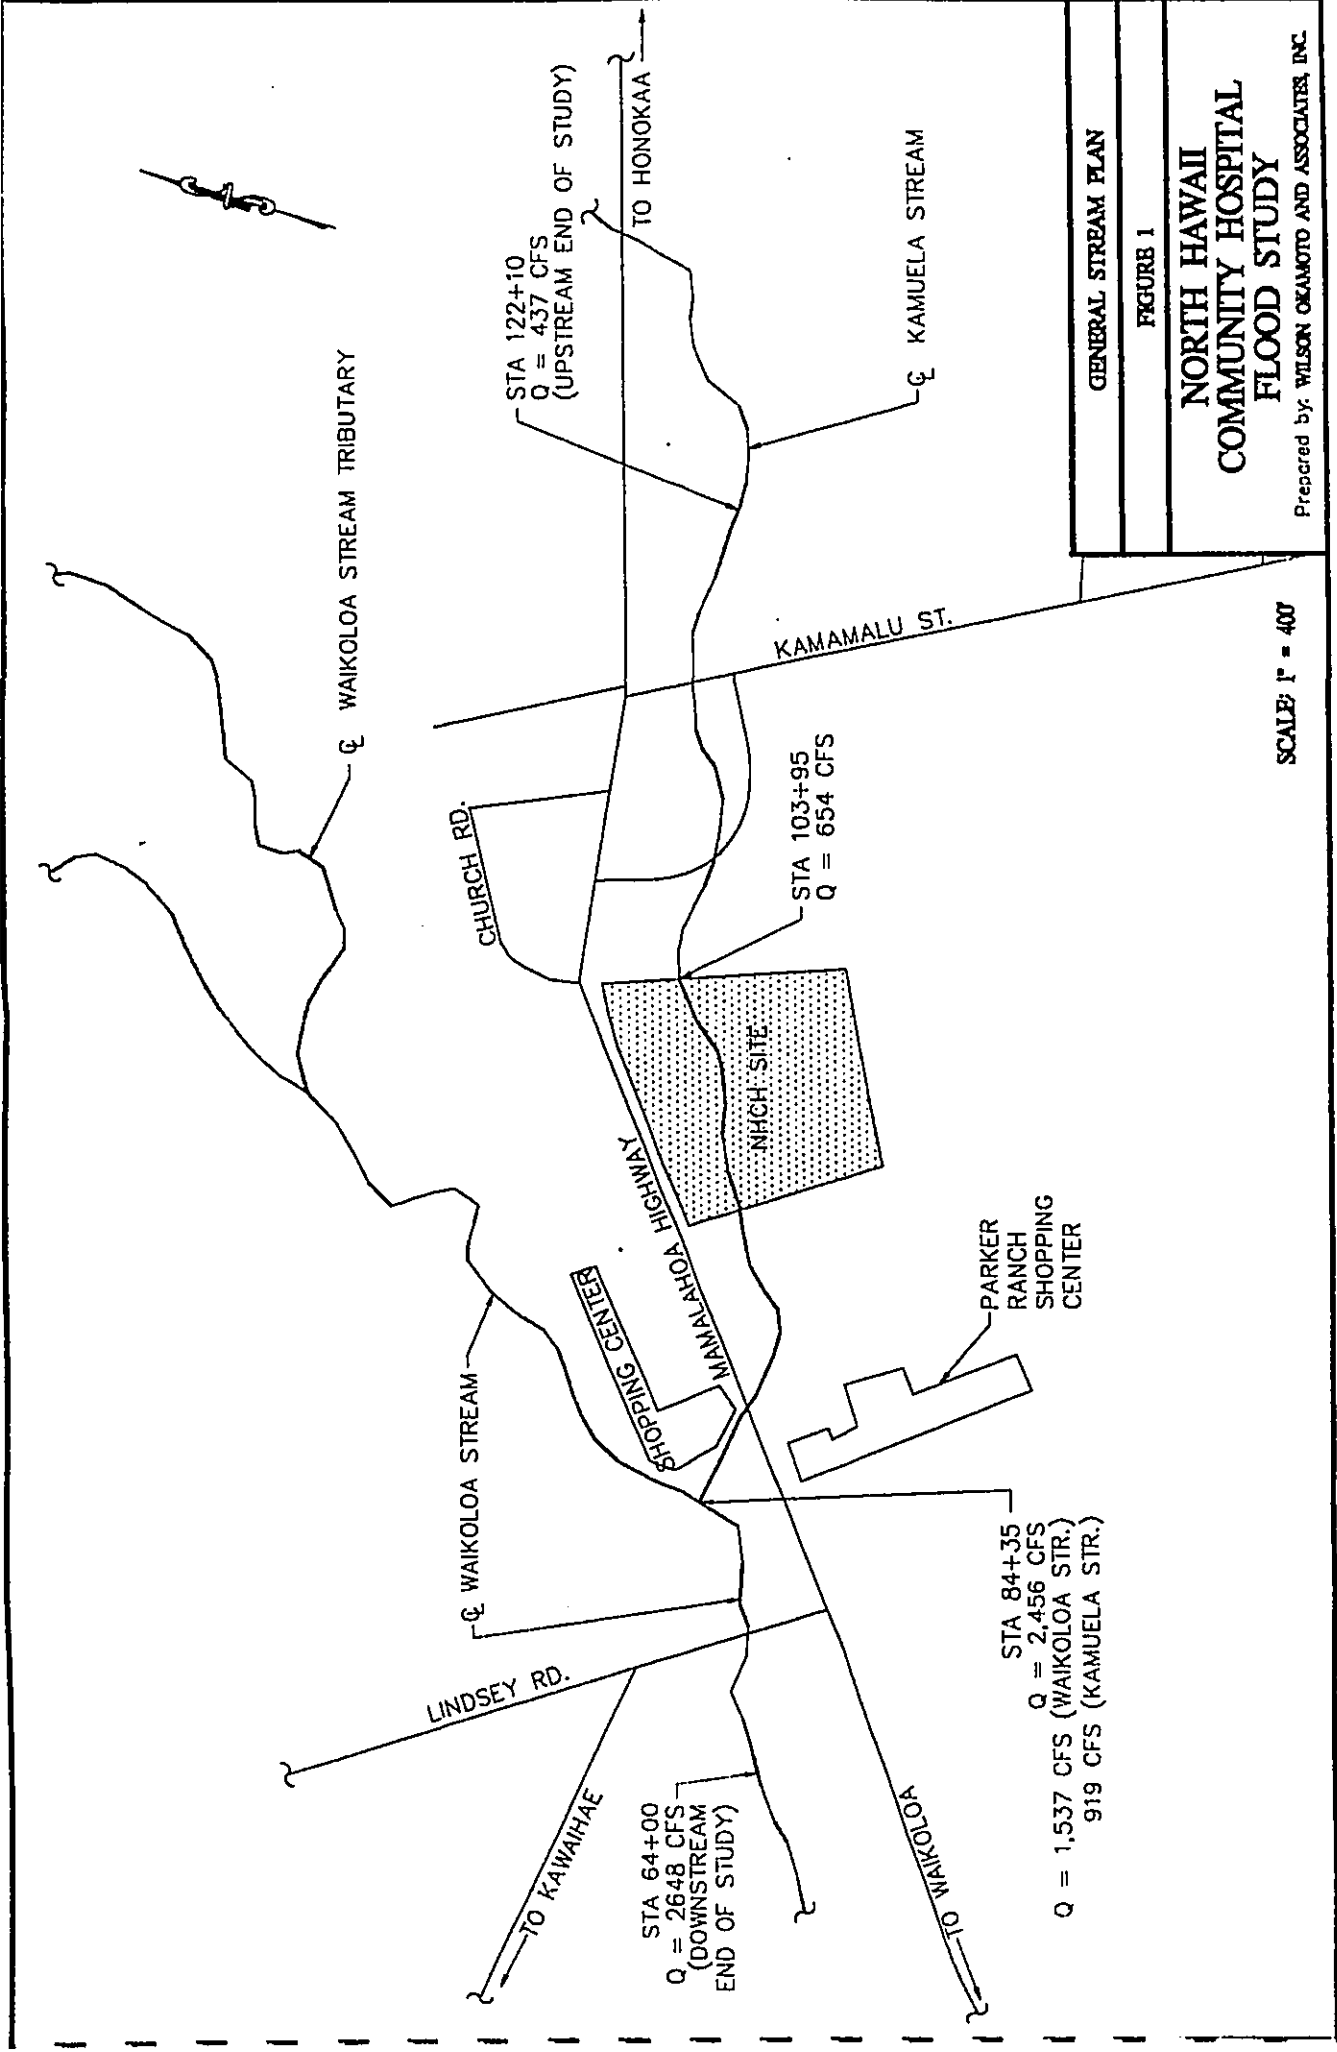 ℄ WAIKOLOA STREAM TRIBUTARY
STA 122+10
Q = 437 CFS
(UPSTREAM END OF STUDY)
TO HONOKAA
℄ KAMUELA STREAM
KAMAMALU ST.
CHURCH RD.
STA 103+95
Q = 654 CFS
NHCH SITE
MAMALAHOA HIGHWAY
SHOPPING CENTER
℄ WAIKOLOA STREAM
PARKER
RANCH
SHOPPING
CENTER
LINDSEY RD.
TO KAWAIHAE
STA 64+00
Q = 2648 CFS
(DOWNSTREAM
END OF STUDY)
TO WAIKOLOA
STA 84+35
Q = 2,456 CFS
Q = 1,537 CFS (WAIKOLOA STR.)
919 CFS (KAMUELA STR.)
SCALE: 1" = 400'
GENERAL STREAM PLAN
FIGURE 1
NORTH HAWAII
COMMUNITY HOSPITAL
FLOOD STUDY
Prepared by: WILSON OKAMOTO AND ASSOCIATES, INC.